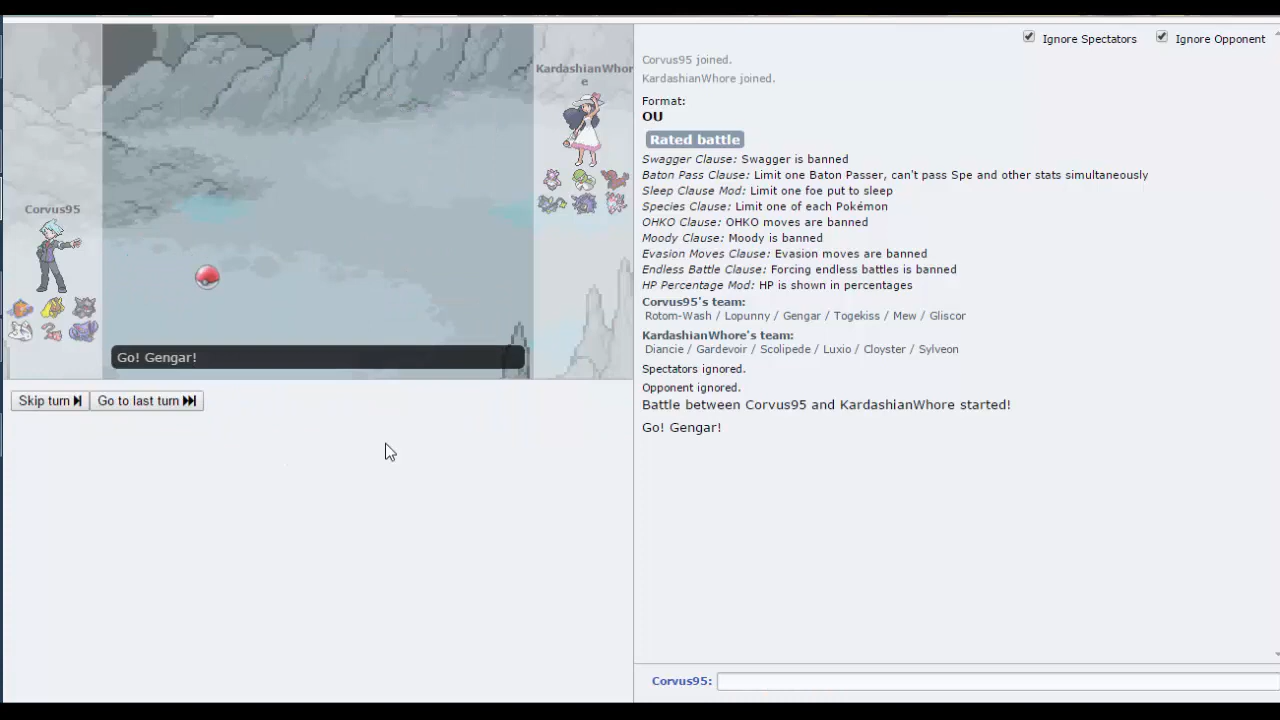 KardashianWhor
e
Corvus95
Go! Gengar!
Skip turn
Go to last turn
Ignore Spectators
Ignore Opponent
Corvus95 joined.
KardashianWhore joined.
Format:
OU
Rated battle
Swagger Clause: Swagger is banned
Baton Pass Clause: Limit one Baton Passer, can't pass Spe and other stats simultaneously
Sleep Clause Mod: Limit one foe put to sleep
Species Clause: Limit one of each Pokémon
OHKO Clause: OHKO moves are banned
Moody Clause: Moody is banned
Evasion Moves Clause: Evasion moves are banned
Endless Battle Clause: Forcing endless battles is banned
HP Percentage Mod: HP is shown in percentages
Corvus95's team:
Rotom-Wash / Lopunny / Gengar / Togekiss / Mew / Gliscor
KardashianWhore's team:
Diancie / Gardevoir / Scolipede / Luxio / Cloyster / Sylveon
Spectators ignored.
Opponent ignored.
Battle between Corvus95 and KardashianWhore started!
Go! Gengar!
Corvus95: